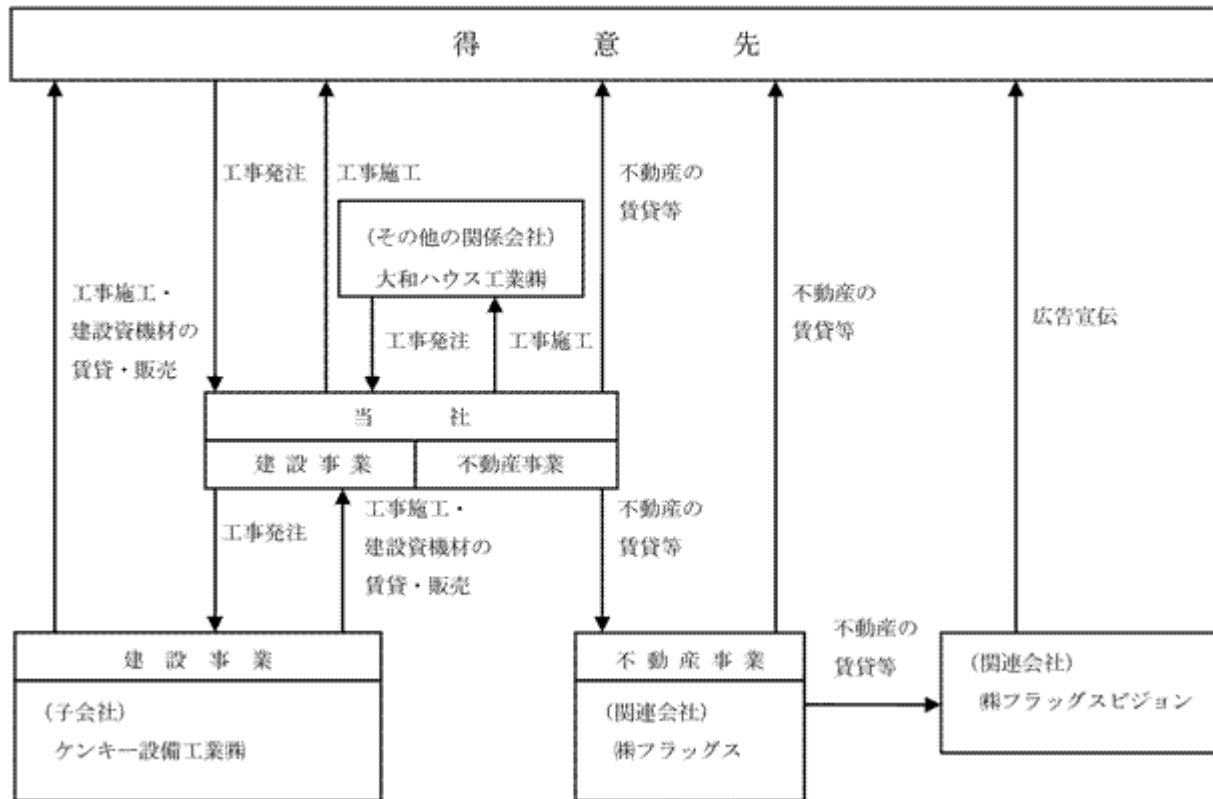 得意先
工事発注
工事施工
不動産の
賃貸等
(その他の関係会社)
大和ハウス工業㈱
工事施工・
建設資機材の
賃貸・販売
工事発注
工事施工
不動産の
賃貸等
広告宣伝
当社
建設事業
不動産事業
工事発注
工事施工・
建設資機材の
賃貸・販売
不動産の
賃貸等
建設事業
(子会社)
ケンキー設備工業㈱
不動産事業
(関連会社)
㈱フラッグス
不動産の
賃貸等
(関連会社)
㈱フラッグスビジョン